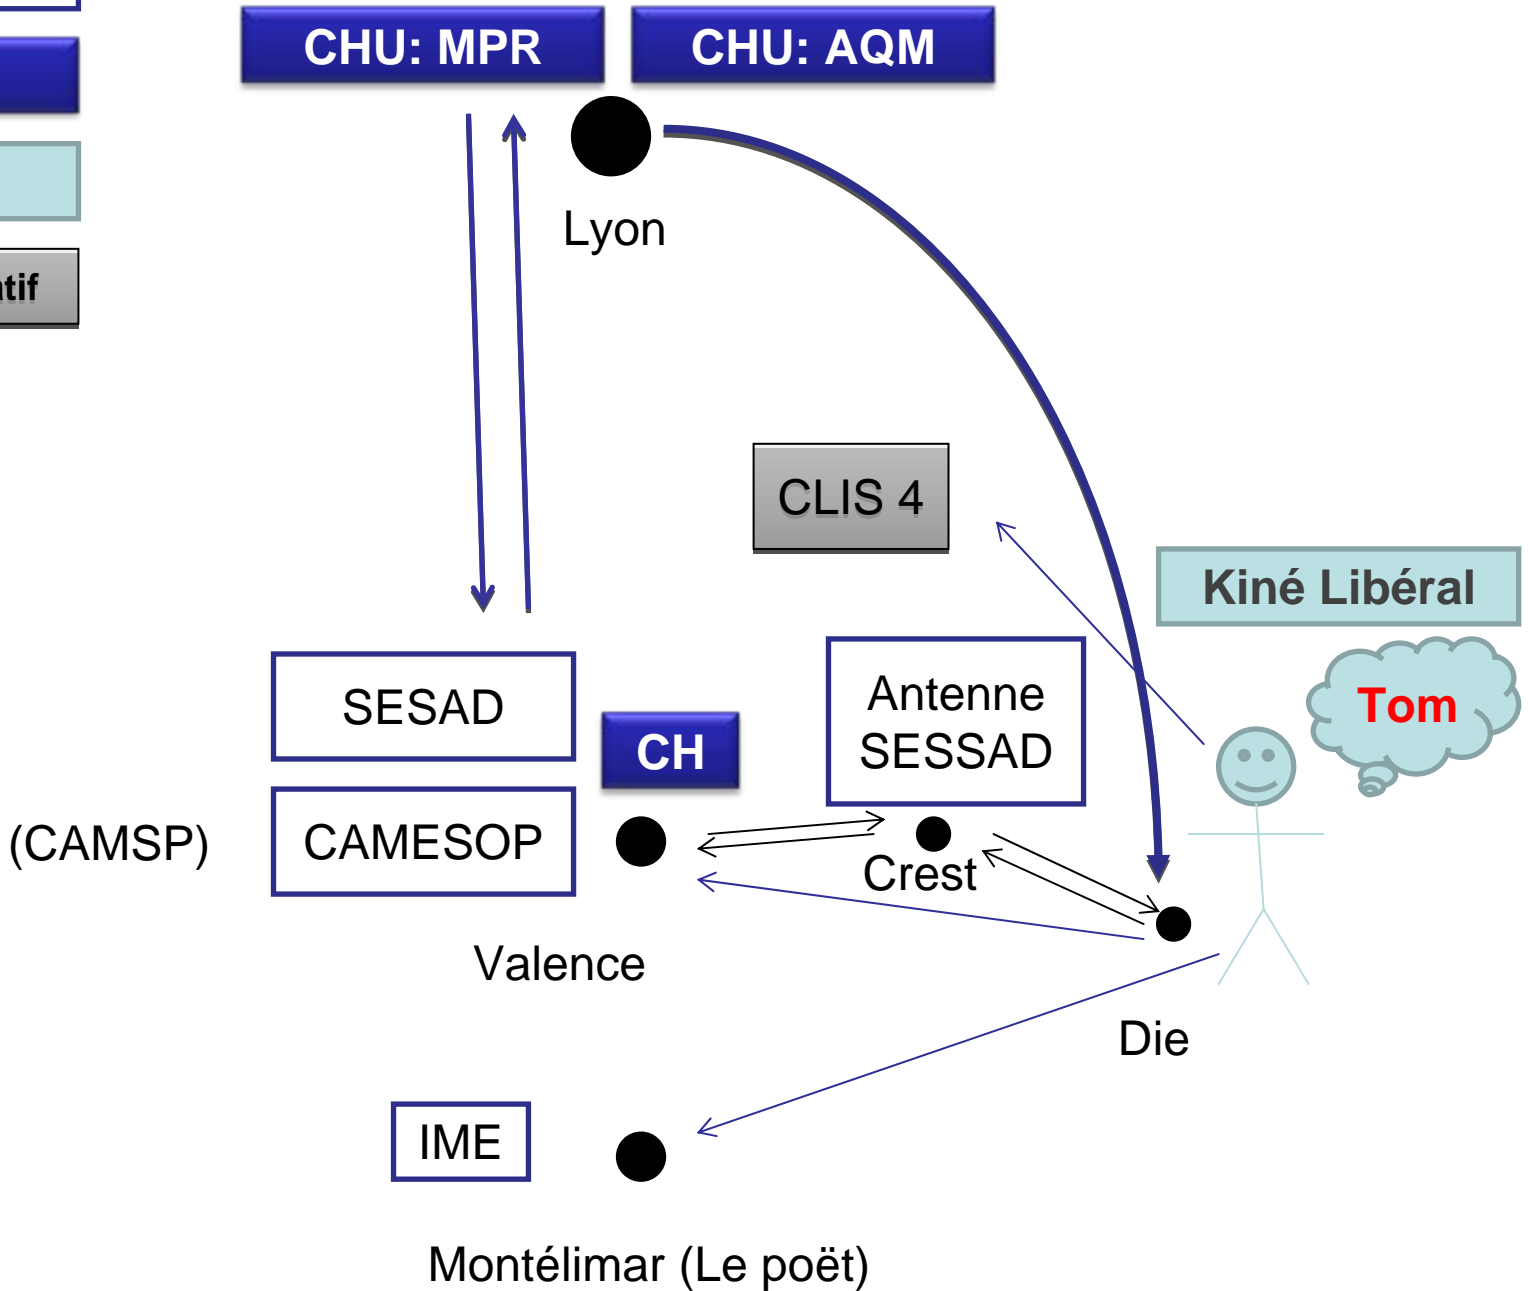 CHU: MPR
CHU: AQM
Lyon
atif
CLIS 4
Kiné Libéral
Tom
SESAD
CH
Antenne
SESSAD
(CAMSP)
CAMESOP
Crest
Valence
Die
IME
Montélimar (Le poët)